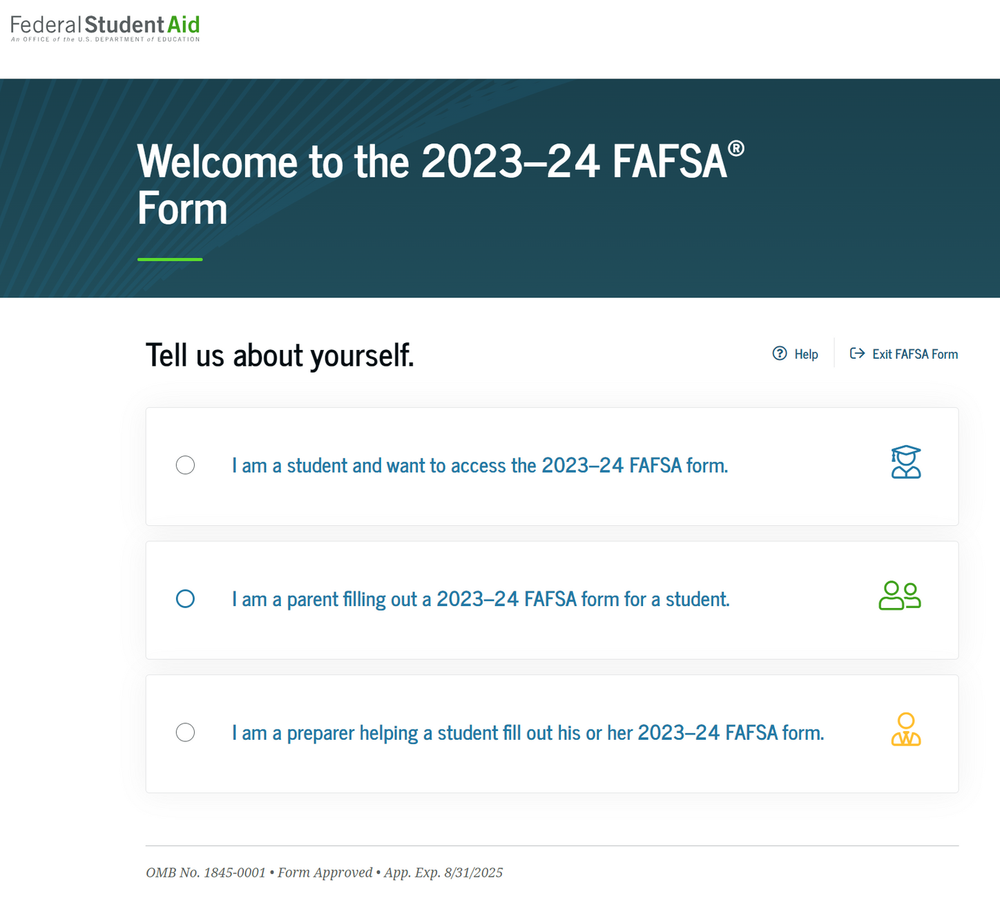 Federal Student Aid
An OFFICE of the U.S. DEPARTMENT of EDUCATION
Welcome to the 2023–24 FAFSA®
Form
Tell us about yourself.
Help
Exit FAFSA Form
I am a student and want to access the 2023–24 FAFSA form.
I am a parent filling out a 2023–24 FAFSA form for a student.
I am a preparer helping a student fill out his or her 2023–24 FAFSA form.
OMB No. 1845-0001 • Form Approved • App. Exp. 8/31/2025